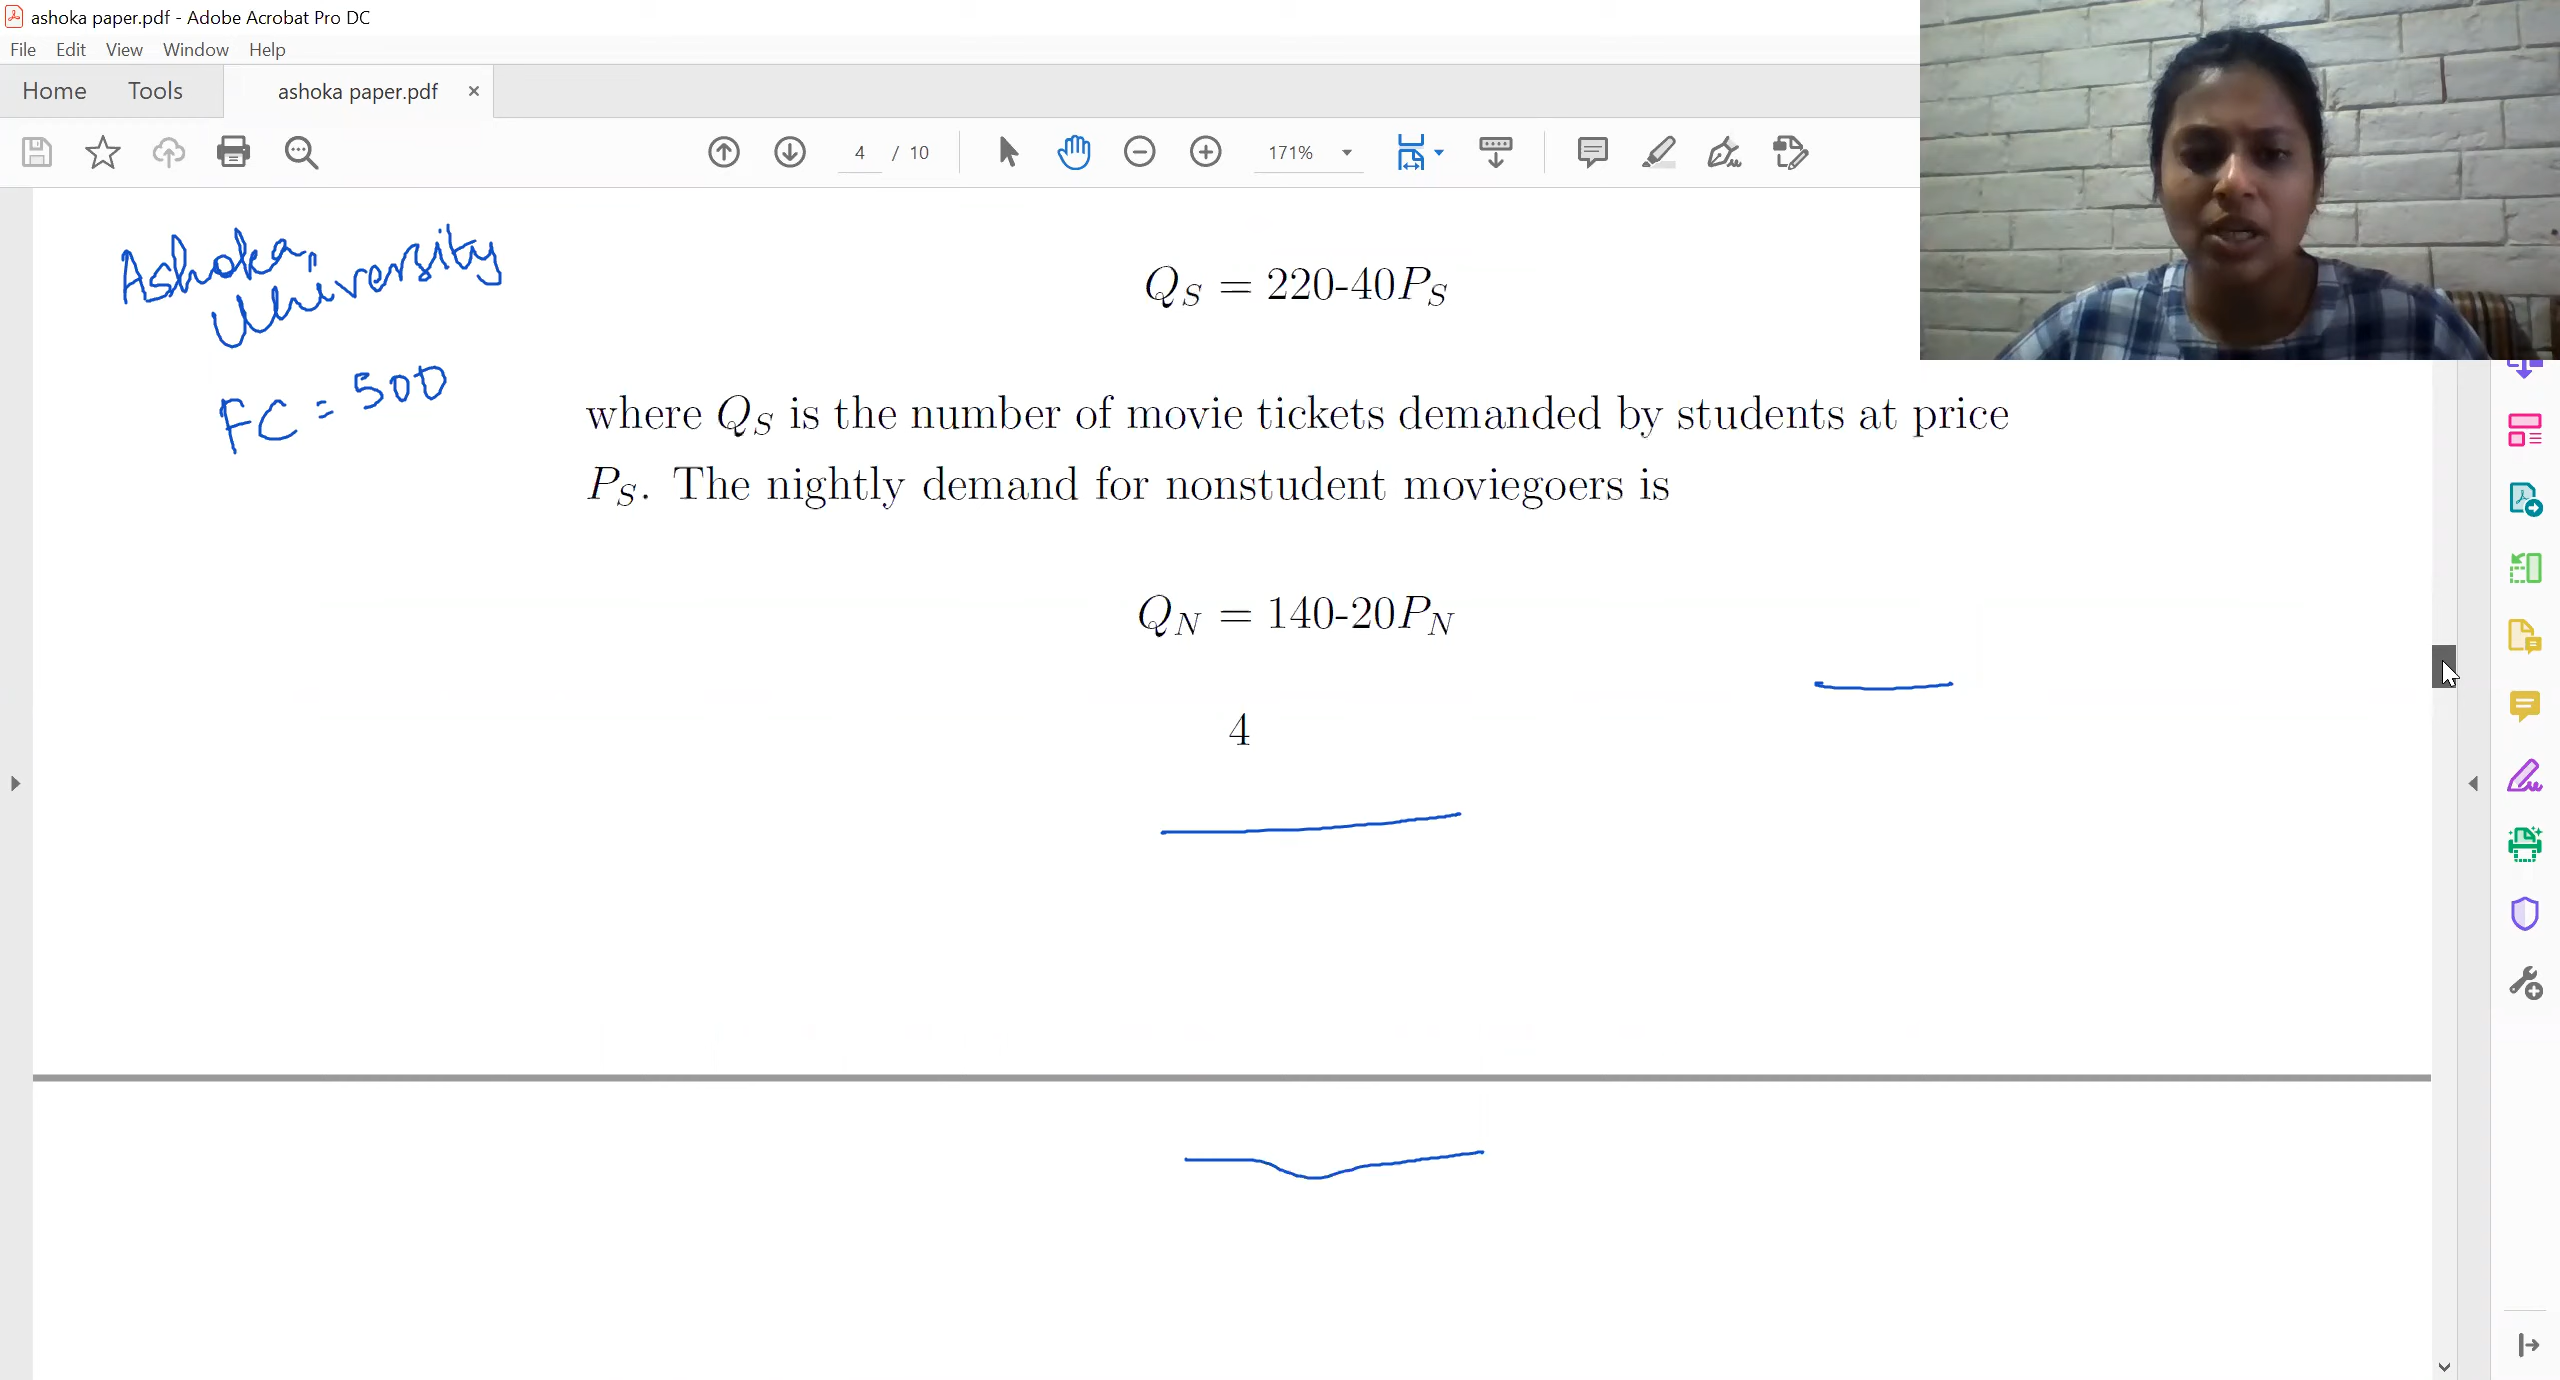 ashoka paper.pdf - Adobe Acrobat Pro DC
File Edit View Window Help
Home Tools ashoka paper.pdf ×
4 / 10 171%
Ashoka University
FC = 500
Q_S = 220-40P_S
where Q_S is the number of movie tickets demanded by students at price
P_S. The nightly demand for nonstudent moviegoers is
Q_N = 140-20P_N
4